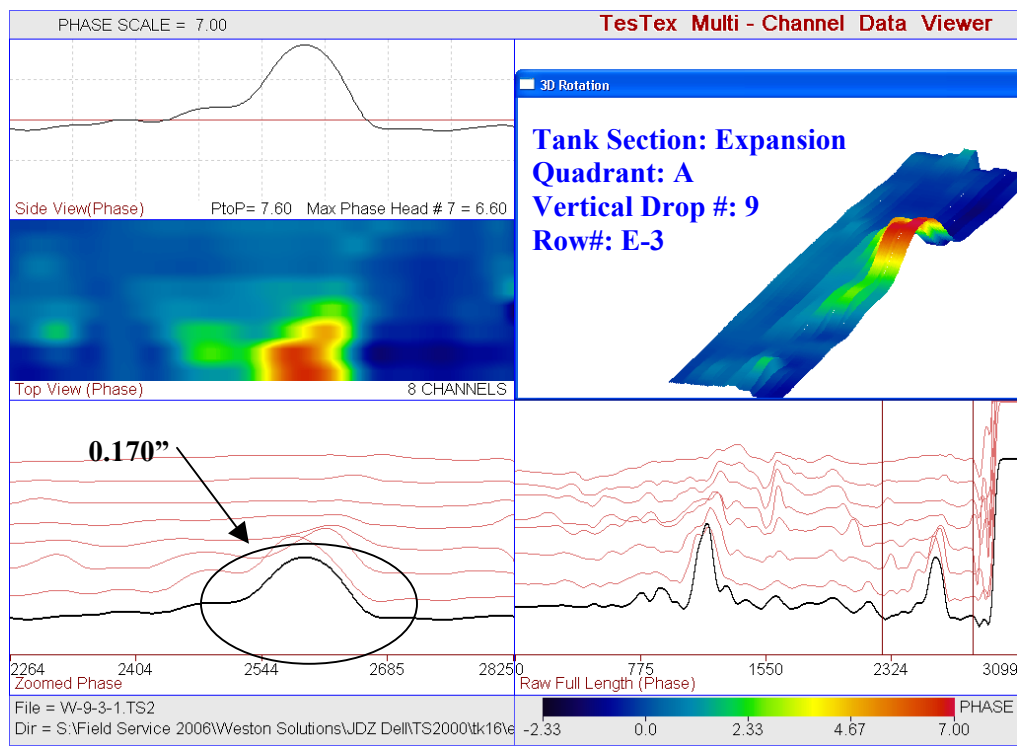 PHASE SCALE = 7.00
TesTex Multi - Channel Data Viewer
Side View(Phase) PtoP= 7.60 Max Phase Head # 7 = 6.60
3D Rotation
Tank Section: Expansion
Quadrant: A
Vertical Drop #: 9
Row#: E-3
Top View (Phase) 8 CHANNELS
0.170”
2264 2404 2544 2685 2825
Zoomed Phase
0 775 1550 2324 3099
Raw Full Length (Phase)
File = W-9-3-1.TS2
Dir = S:\Field Service 2006\Weston Solutions\JDZ Dell\TS2000\tk16\e
PHASE
-2.33 0.0 2.33 4.67 7.00